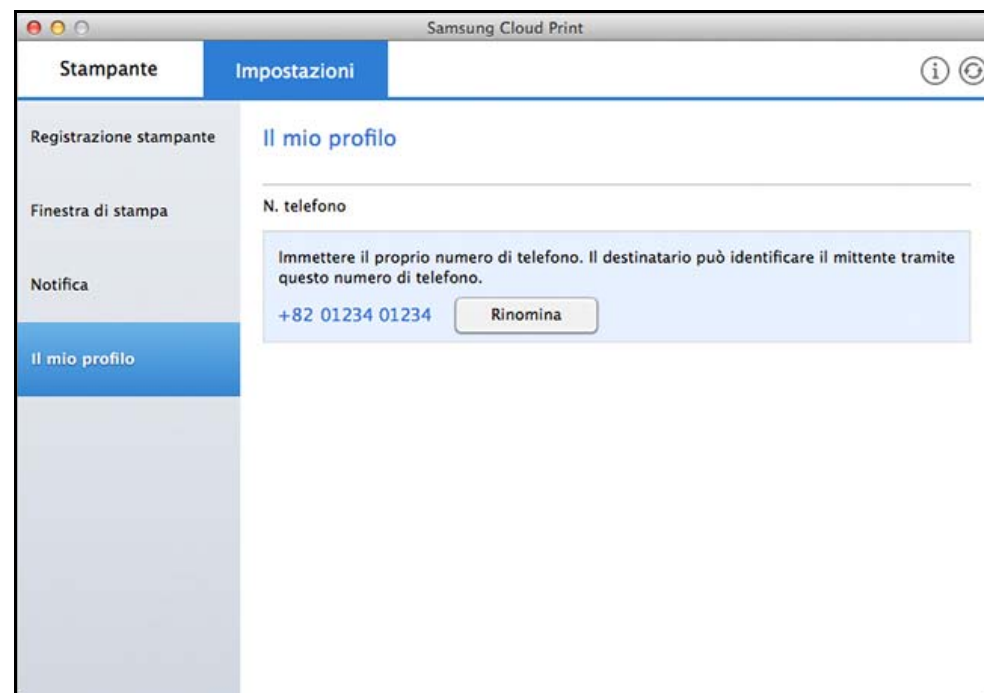 Samsung Cloud Print
Stampante
Impostazioni
Registrazione stampante
Finestra di stampa
Notifica
Il mio profilo
Il mio profilo
N. telefono
Immettere il proprio numero di telefono. Il destinatario può identificare il mittente tramite
questo numero di telefono.
+82 01234 01234
Rinomina